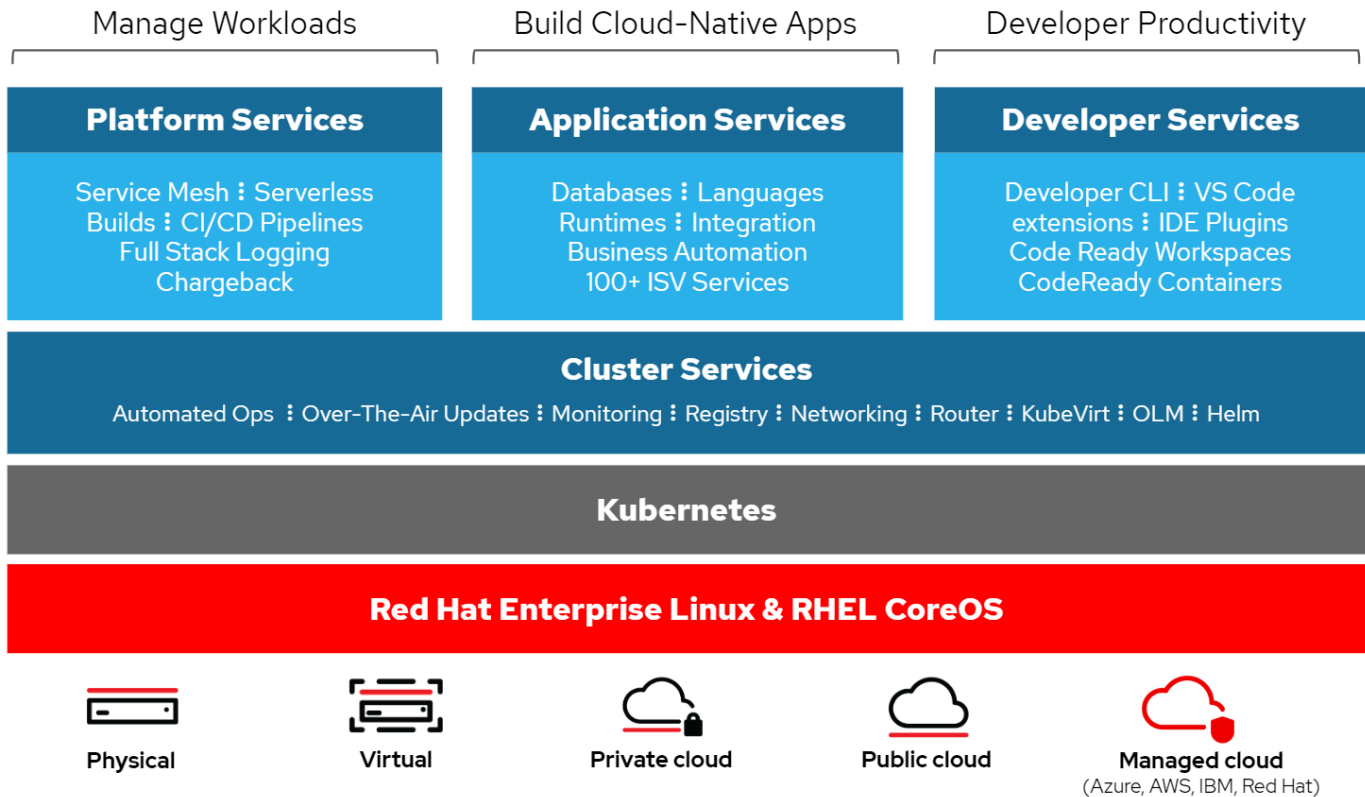 Manage Workloads
Build Cloud-Native Apps
Developer Productivity
Platform Services
Service Mesh ⋮ Serverless
Builds ⋮ CI/CD Pipelines
Full Stack Logging
Chargeback
Application Services
Databases ⋮ Languages
Runtimes ⋮ Integration
Business Automation
100+ ISV Services
Developer Services
Developer CLI ⋮ VS Code
extensions ⋮ IDE Plugins
Code Ready Workspaces
CodeReady Containers
Cluster Services
Automated Ops ⋮ Over-The-Air Updates ⋮ Monitoring ⋮ Registry ⋮ Networking ⋮ Router ⋮ KubeVirt ⋮ OLM ⋮ Helm
Kubernetes
Red Hat Enterprise Linux & RHEL CoreOS
Physical
Virtual
Private cloud
Public cloud
Managed cloud
(Azure, AWS, IBM, Red Hat)